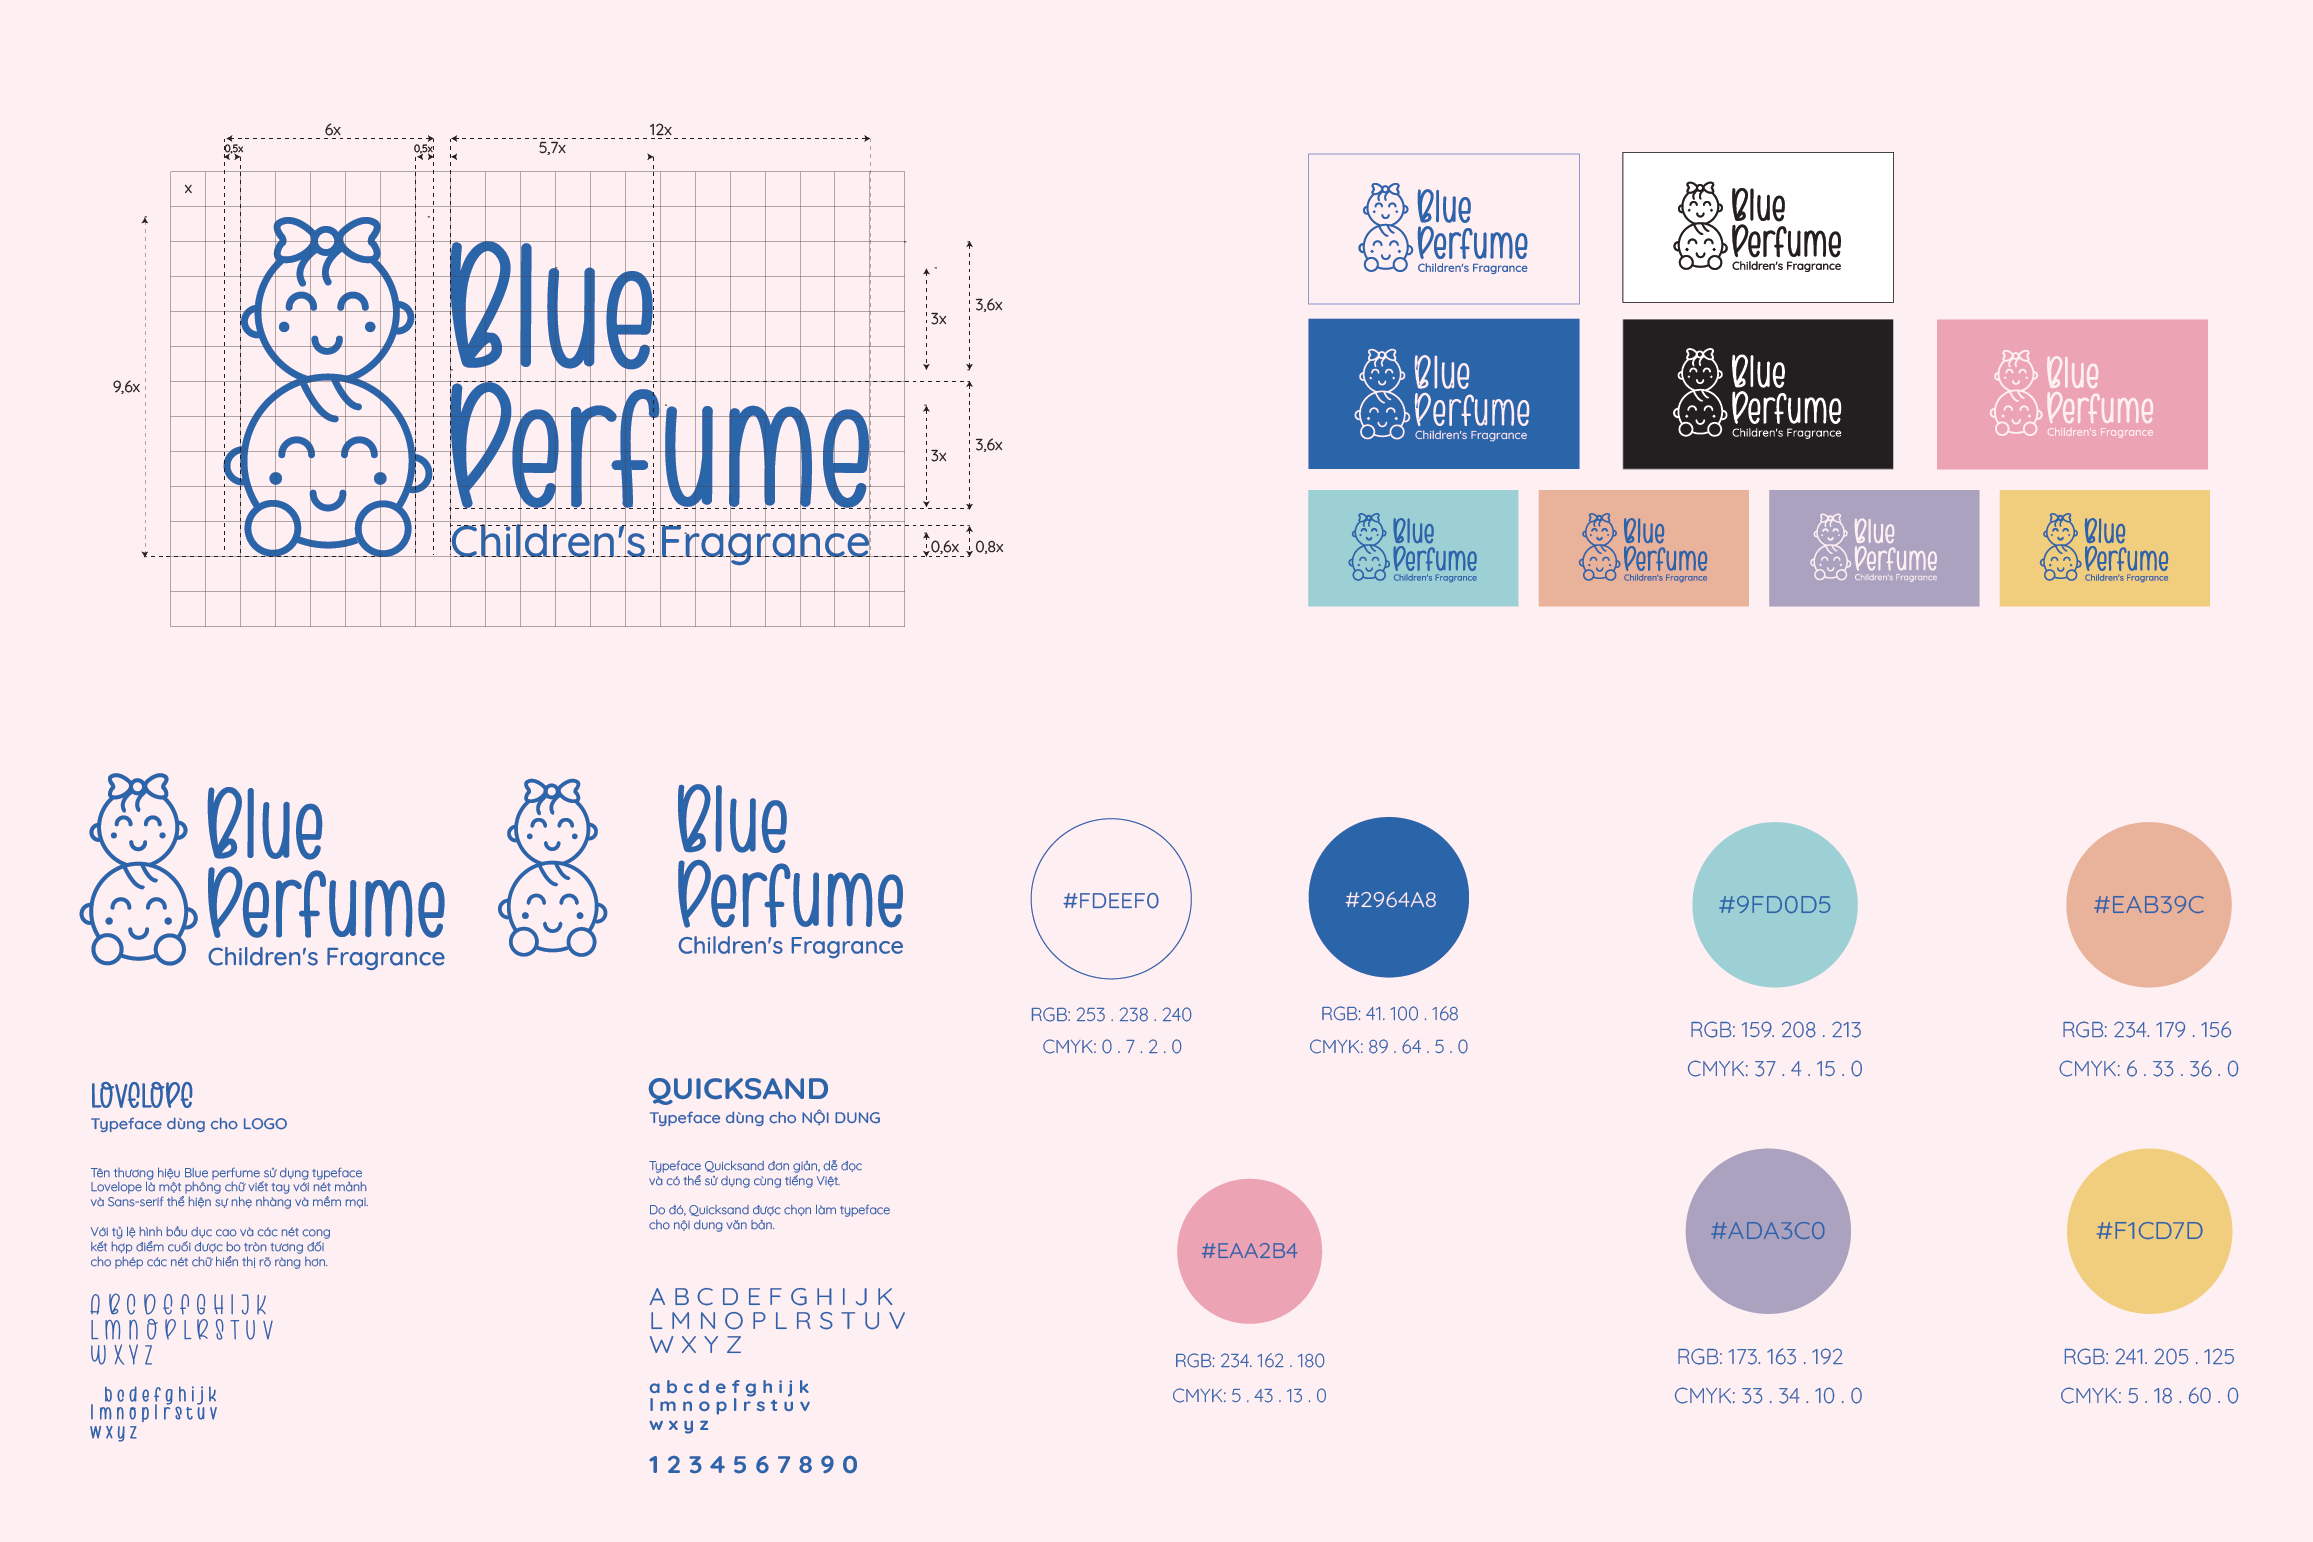 6x
12x
0,5x
0,5x
5,7x
x
9,6x
3x
3,6x
3x
3,6x
0,6x
0,8x
Blue
Perfume
Children's Fragrance
Blue
Perfume
Children's Fragrance
Blue
Perfume
Children's Fragrance
Blue
Perfume
Children's Fragrance
Blue
Perfume
Children's Fragrance
Blue
Perfume
Children's Fragrance
Blue
Perfume
Children's Fragrance
Blue
Perfume
Children's Fragrance
Blue
Perfume
Children's Fragrance
Blue
Perfume
Children's Fragrance
Blue
Perfume
Children's Fragrance
Blue
Perfume
Children's Fragrance
LOVELOPE
Typeface dùng cho LOGO
Tên thương hiệu Blue perfume sử dụng typeface
Lovelope là một phông chữ viết tay với nét mảnh
và Sans-serif thể hiện sự nhẹ nhàng và mềm mại.
Với tỷ lệ hình bầu dục cao và các nét cong
kết hợp điểm cuối được bo tròn tương đối
cho phép các nét chữ hiển thị rõ ràng hơn.
A B C D E F G H I J K
L M N O P L R S T U V
W X Y Z
b c d e f g h i j k
l m n o p l r s t u v
w x y z
QUICKSAND
Typeface dùng cho NỘI DUNG
Typeface Quicksand đơn giản, dễ đọc
và có thể sử dụng cùng tiếng Việt.
Do đó, Quicksand được chọn làm typeface
cho nội dung văn bản.
A B C D E F G H I J K
L M N O P L R S T U V
W X Y Z
a b c d e f g h i j k
l m n o p l r s t u v
w x y z
1 2 3 4 5 6 7 8 9 0
#FDEEF0
RGB: 253 . 238 . 240
CMYK: 0 . 7 . 2 . 0
#2964A8
RGB: 41. 100 . 168
CMYK: 89 . 64 . 5 . 0
#9FD0D5
RGB: 159. 208 . 213
CMYK: 37 . 4 . 15 . 0
#EAB39C
RGB: 234. 179 . 156
CMYK: 6 . 33 . 36 . 0
#EAA2B4
RGB: 234. 162 . 180
CMYK: 5 . 43 . 13 . 0
#ADA3C0
RGB: 173. 163 . 192
CMYK: 33 . 34 . 10 . 0
#F1CD7D
RGB: 241. 205 . 125
CMYK: 5 . 18 . 60 . 0